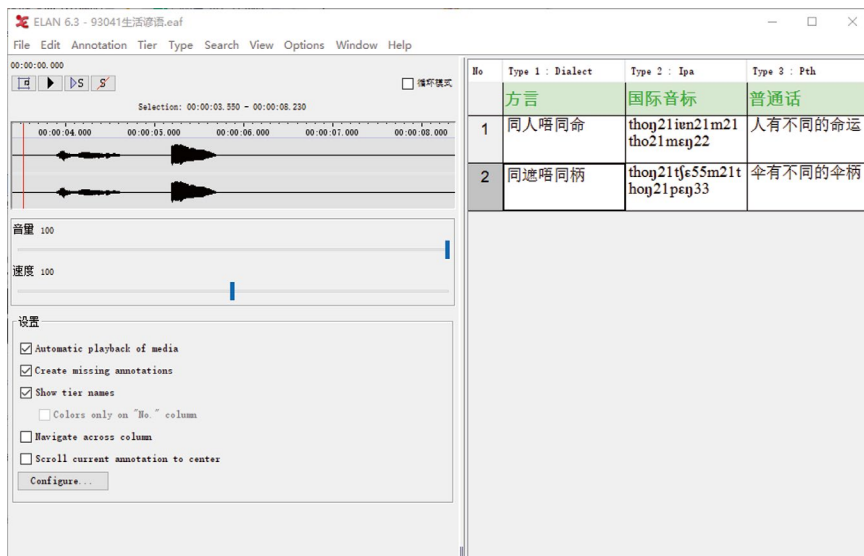 ELAN 6.3 - 93041生活谚语.eaf
File Edit Annotation Tier Type Search View Options Window Help
00:00:00.000
S S
循环模式
Selection: 00:00:03.550 - 00:00:08.230
00:00:04.000 00:00:05.000 00:00:06.000 00:00:07.000 00:00:08.000
音量 100
速度 100
设置
Automatic playback of media
Create missing annotations
Show tier names
Colors only on "No." column
Navigate across column
Scroll current annotation to center
Configure...
No Type 1 : Dialect Type 2 : Ipa Type 3 : Pth
方言 国际音标 普通话
1 同人唔同命 thoŋ21iɐn21m21 人有不同的命运
tho21mɛŋ22
2 同遮唔同柄 thoŋ21tʃɛ55m21t 伞有不同的伞柄
hoŋ21pɛŋ33